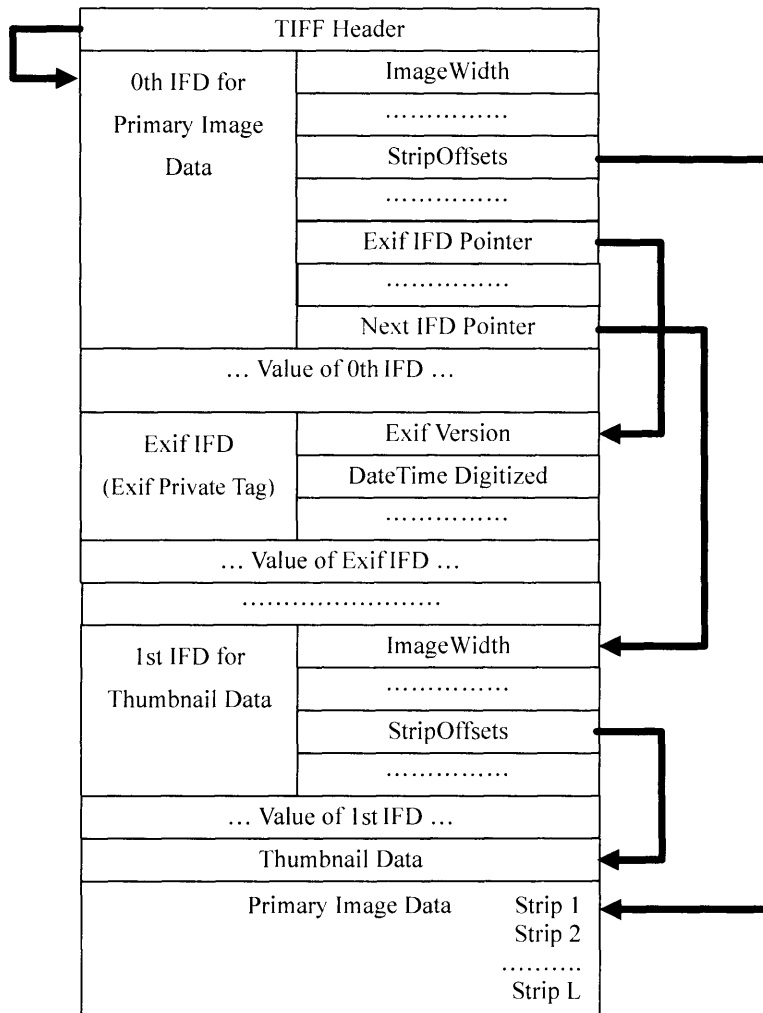 TIFF Header
0th IFD for
Primary Image
Data
ImageWidth
……………
StripOffsets
……………
Exif IFD Pointer
……………
Next IFD Pointer
… Value of 0th IFD …
Exif IFD
(Exif Private Tag)
Exif Version
DateTime Digitized
……………
… Value of Exif IFD …
……………………
1st IFD for
Thumbnail Data
ImageWidth
……………
StripOffsets
……………
… Value of 1st IFD …
Thumbnail Data
Primary Image Data Strip 1
Strip 2
..........
Strip L